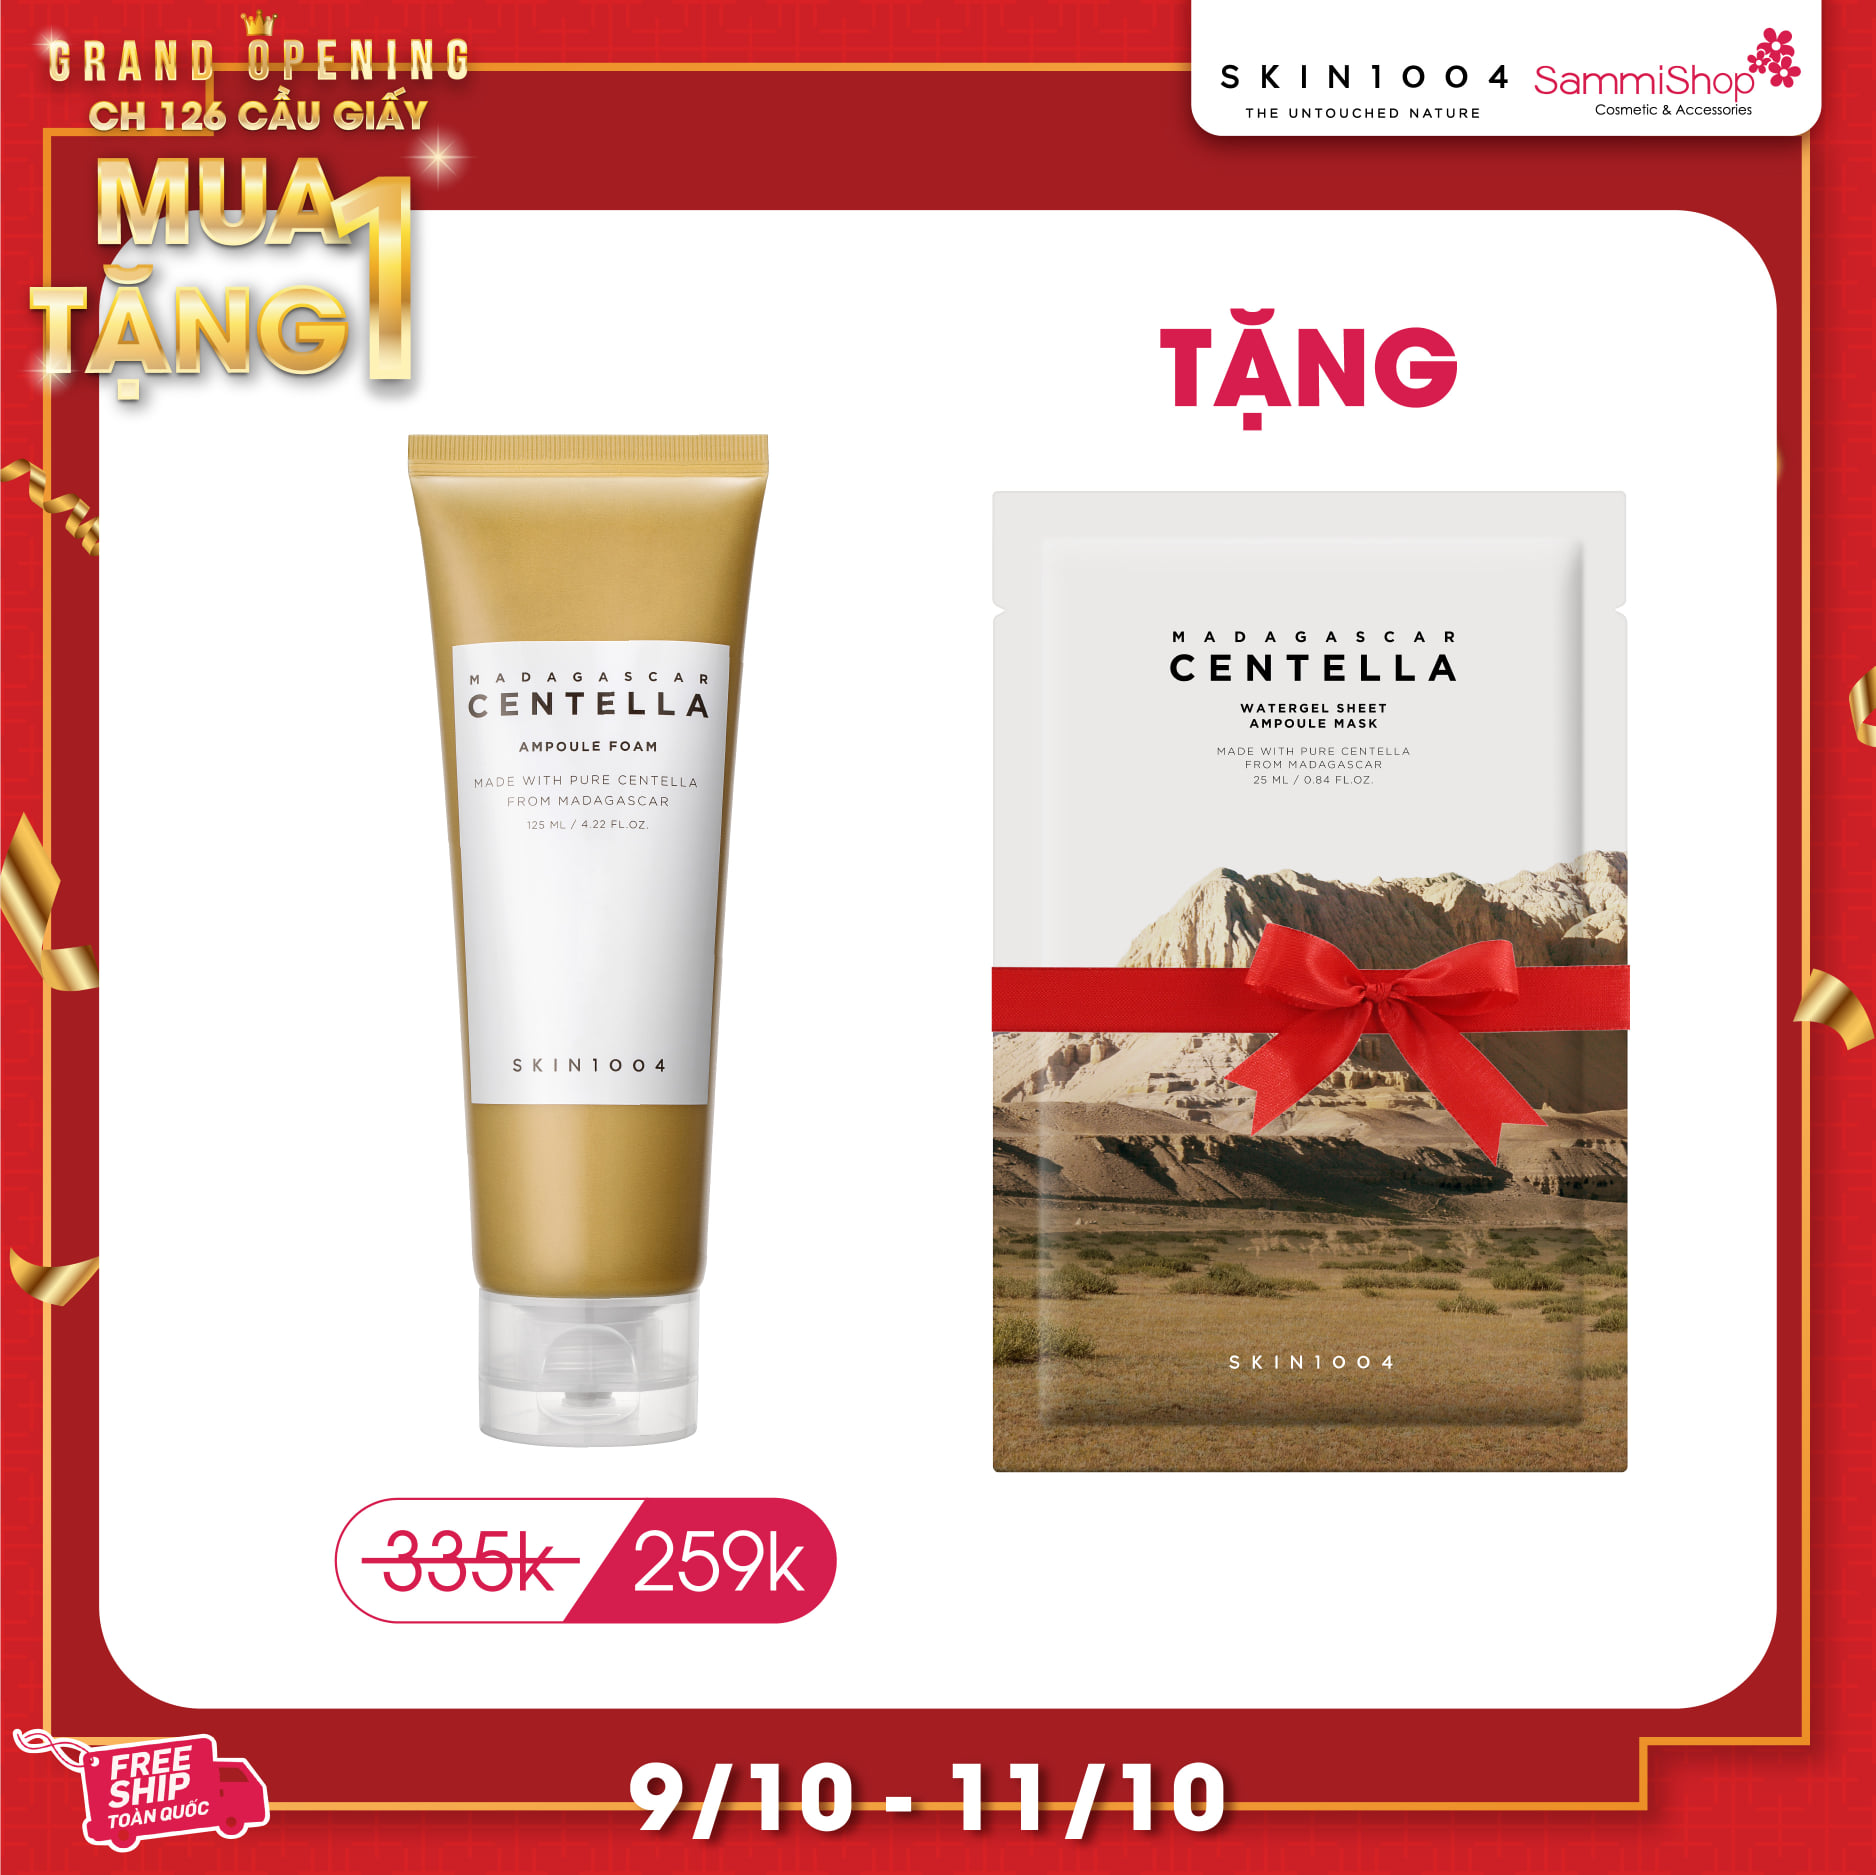 GRAND OPENING
CH 126 CẦU GIẤY
MUA 1
TẶNG 1
SKIN1004
THE UNTOUCHED NATURE
SammiShop
Cosmetic & Accessories
TẶNG
MADAGASCAR
CENTELLA
AMPOULE FOAM
MADE WITH PURE CENTELLA
FROM MADAGASCAR
125 ML / 4.22 FL.OZ.
SKIN1004
MADAGASCAR
CENTELLA
WATERGEL SHEET
AMPOULE MASK
MADE WITH PURE CENTELLA
FROM MADAGASCAR
25 ML / 0.84 FL.OZ.
SKIN1004
335k 259k
FREE
SHIP
TOÀN QUỐC
9/10 - 11/10